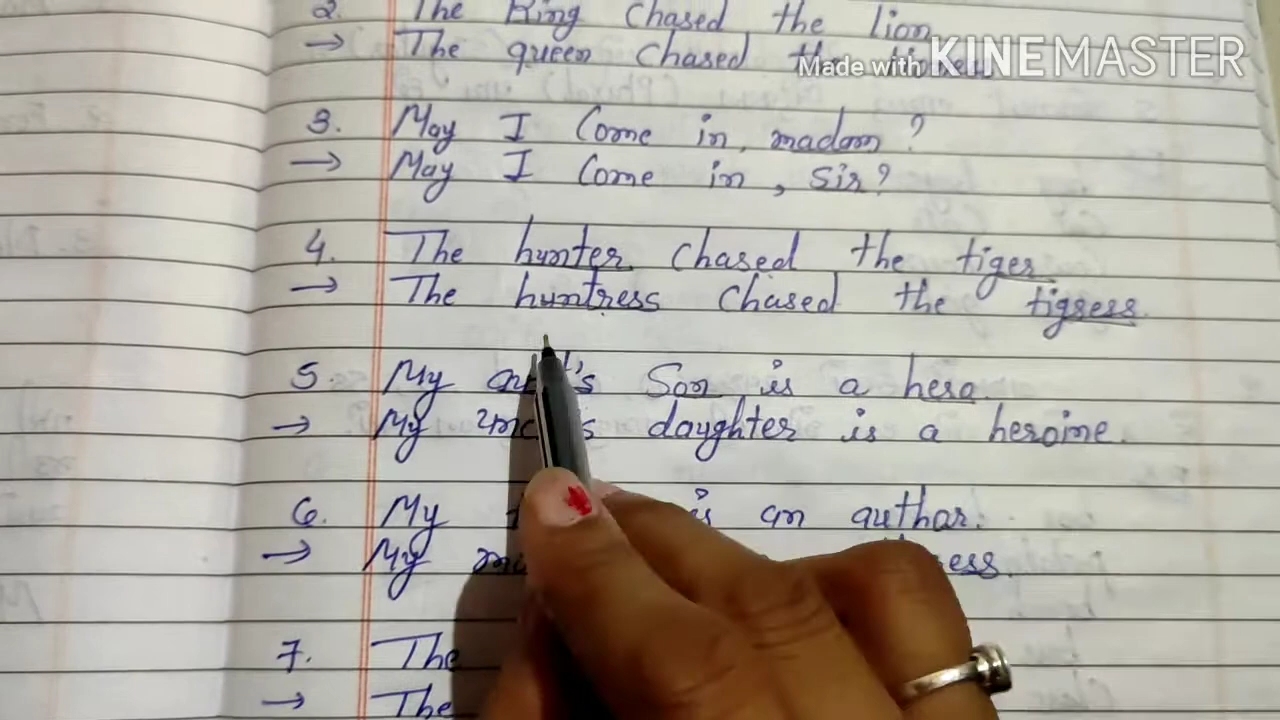 2. The King chased the lion.
→ The queen chased the
Made with KINEMASTER
3. May I Come in, madam?
→ May I Come in, Sir?
4. The hunter chased the tiger.
→ The huntress chased the tigress.
5. My Son is a hero.
→ My daughter is a heroine.
6. My is an author.
→ My
7. The
→ The